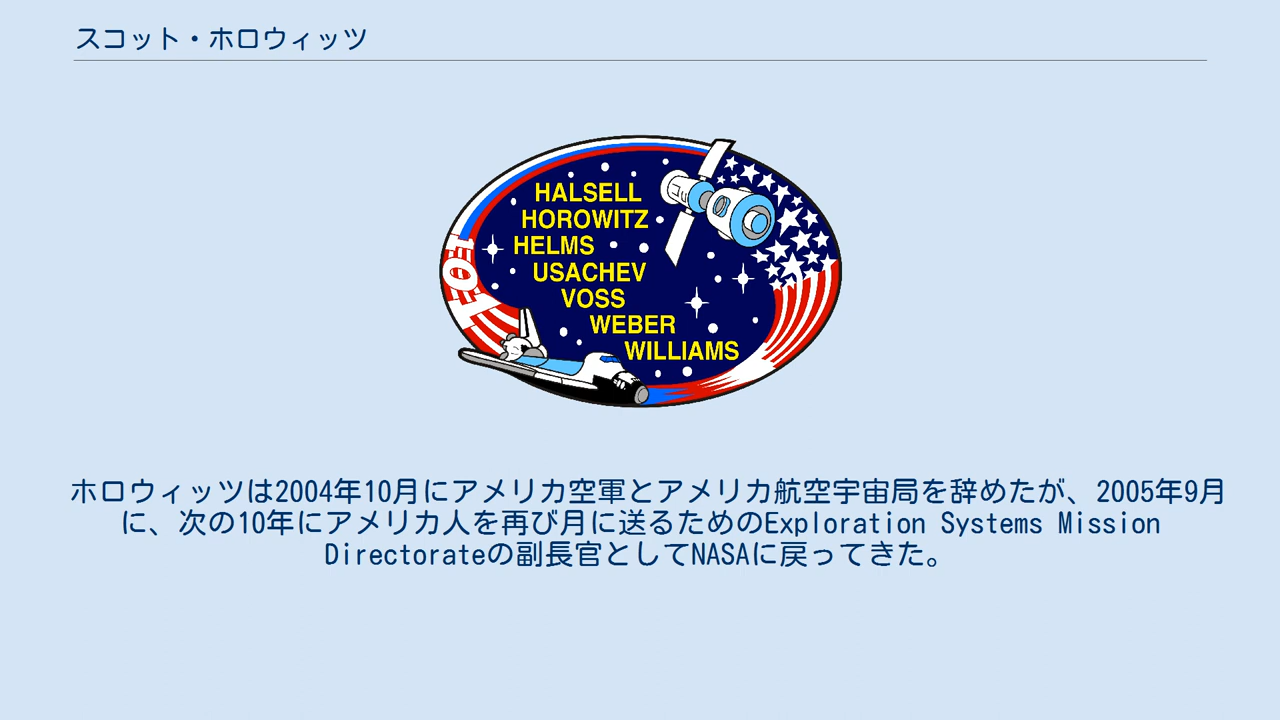 スコット・ホロウィッツ
HALSELL
HOROWITZ
HELMS
USACHEV
VOSS
WEBER
WILLIAMS
101
ホロウィッツは2004年10月にアメリカ空軍とアメリカ航空宇宙局を辞めたが、2005年9月
に、次の10年にアメリカ人を再び月に送るためのExploration Systems Mission
Directorateの副長官としてNASAに戻ってきた。